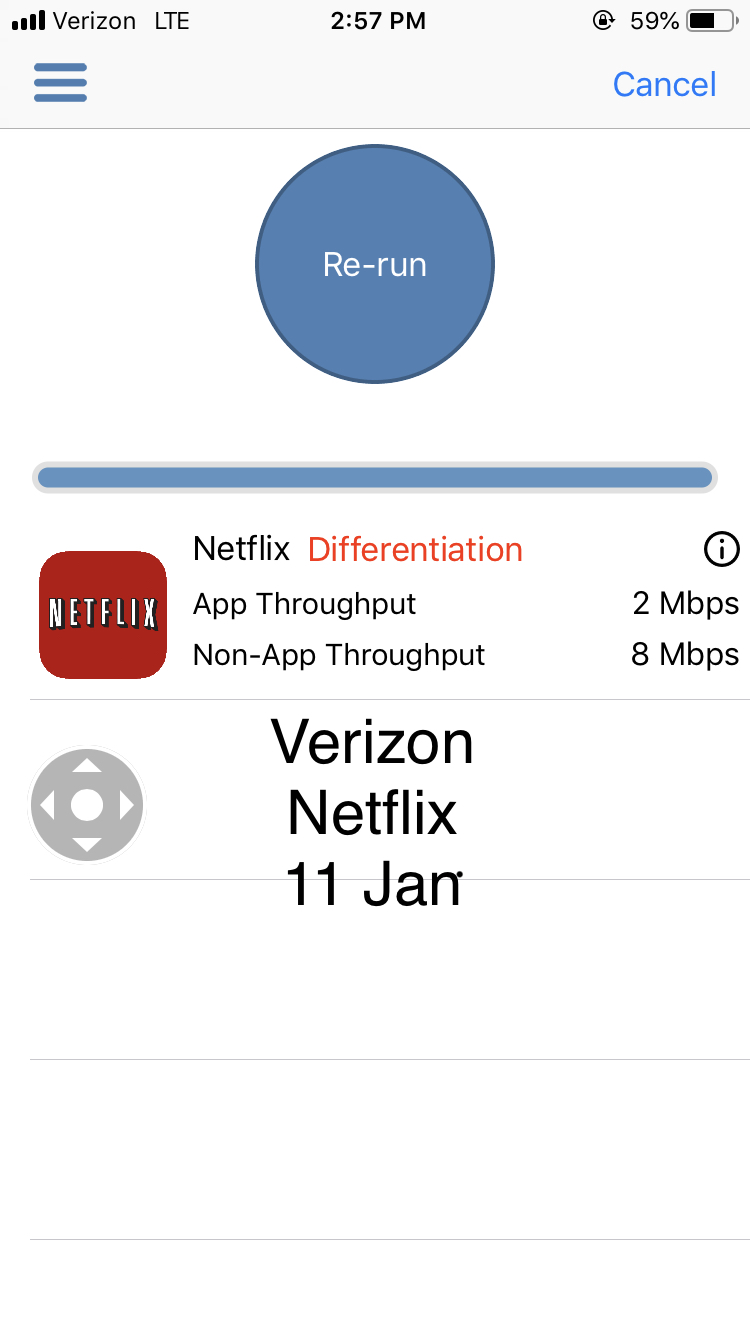 Verizon LTE 2:57 PM 59%
Cancel
Re-run
Netflix Differentiation
App Throughput 2 Mbps
NETFLIX
Non-App Throughput 8 Mbps
Verizon
Netflix
11 Jan